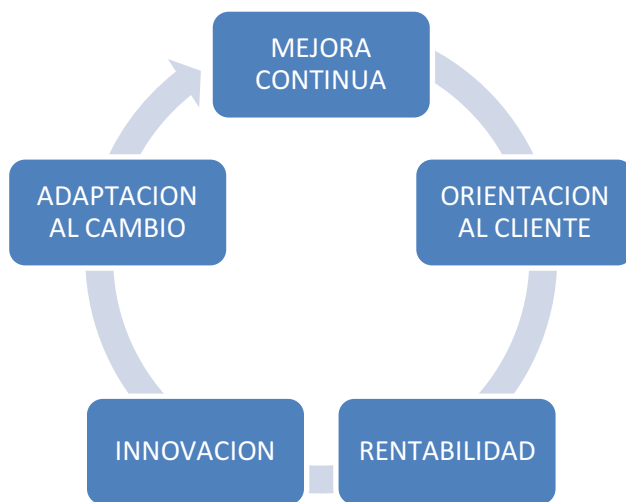 MEJORA
CONTINUA
ORIENTACION
AL CLIENTE
RENTABILIDAD
INNOVACION
ADAPTACION
AL CAMBIO